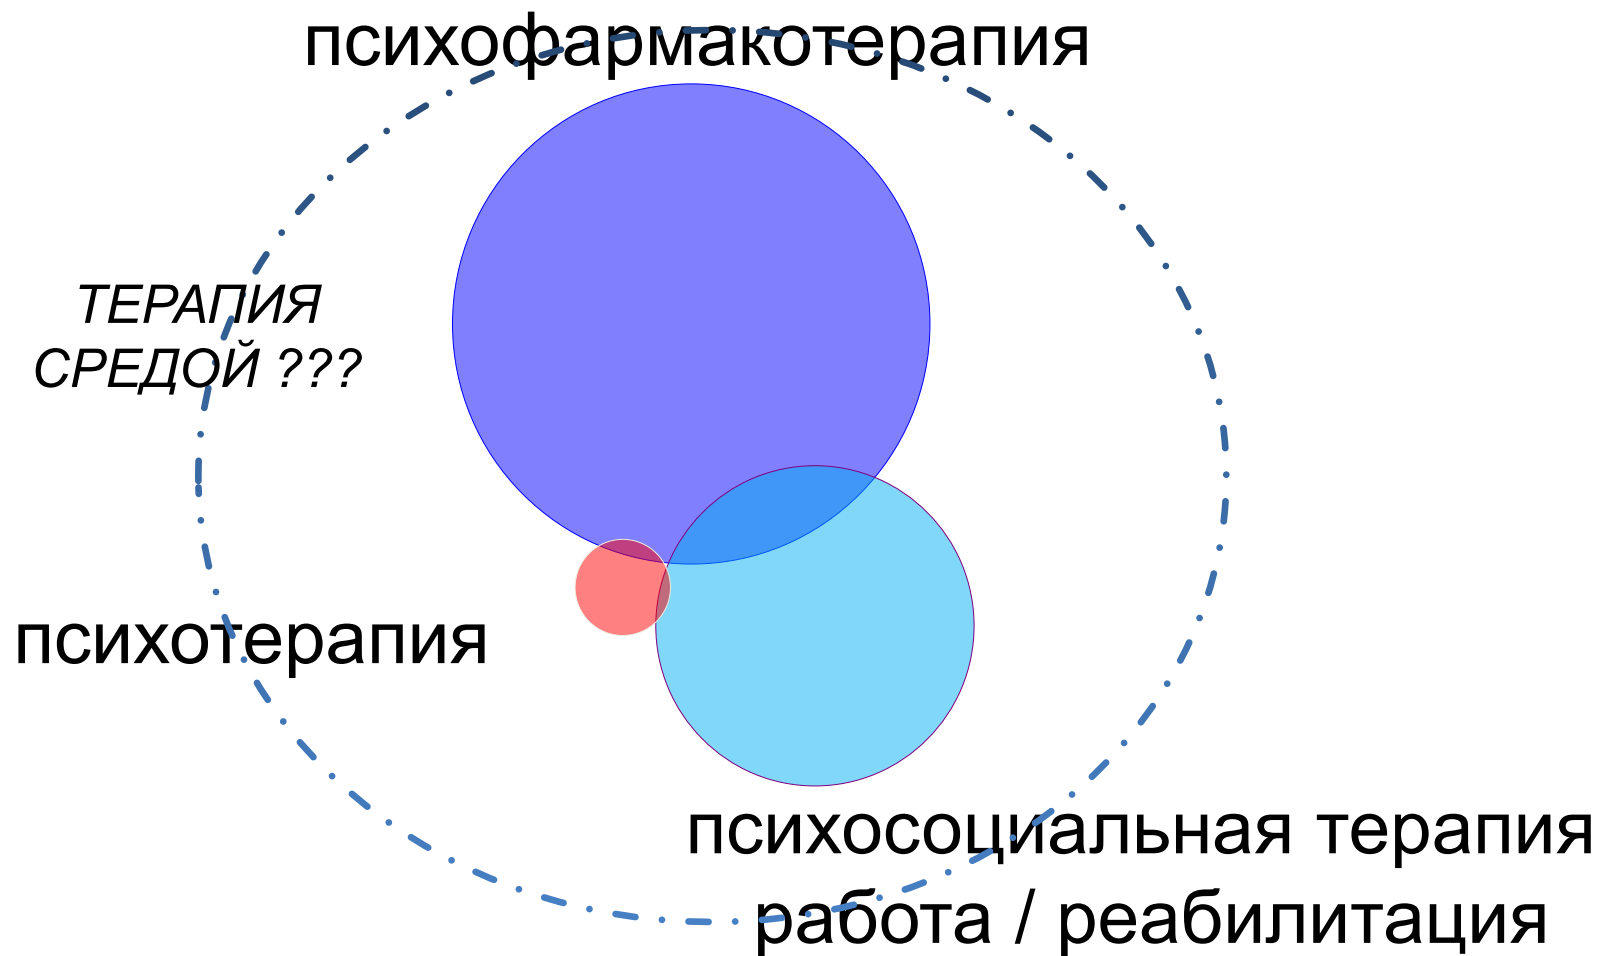 психофармакотерапия
ТЕРАПИЯ
СРЕДОЙ ???
психотерапия
психосоциальная терапия
работа / реабилитация